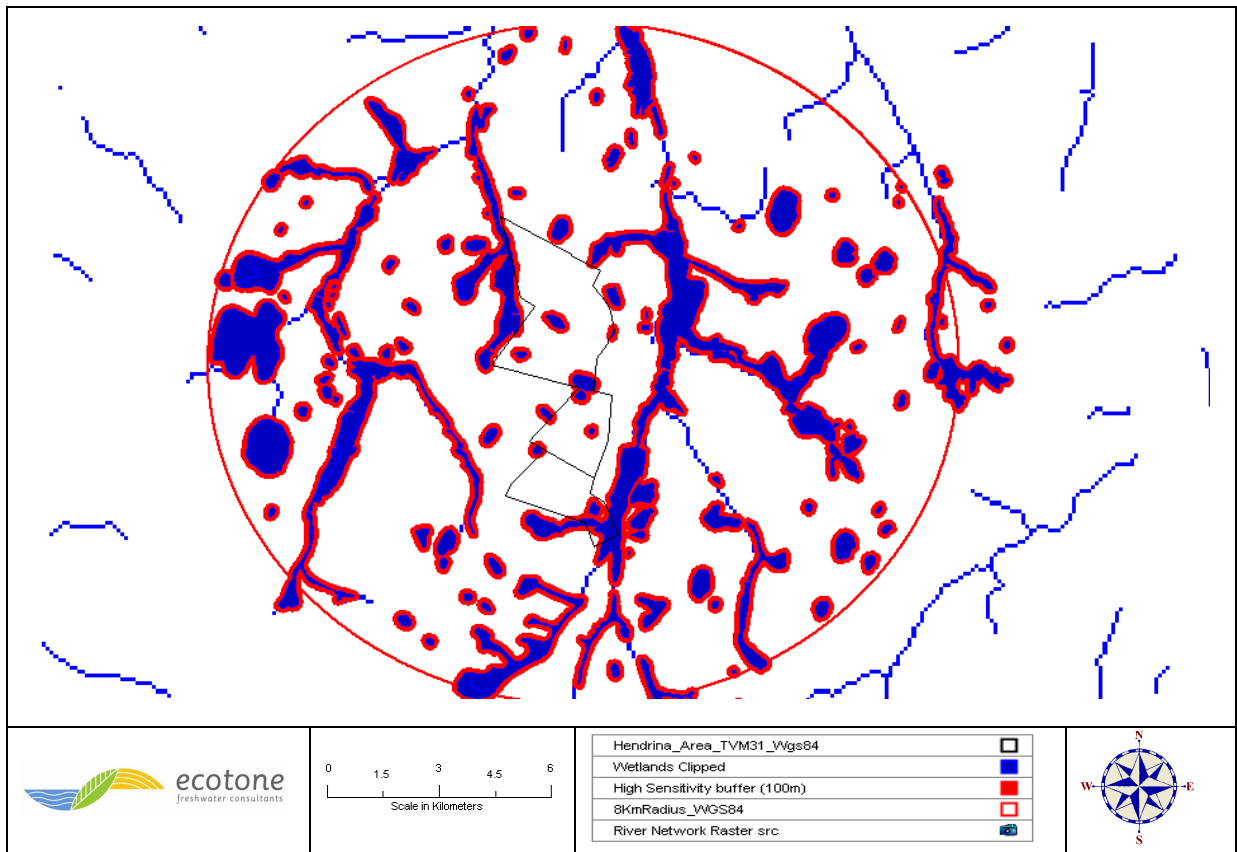 ecotone
freshwater consultants
0 1.5 3 4.5 6
Scale in Kilometers
Hendrina_Area_TVM31_Wgs84
Wetlands Clipped
High Sensitivity buffer (100m)
8KmRadius_WGS84
River Network Raster src
N
W E
S